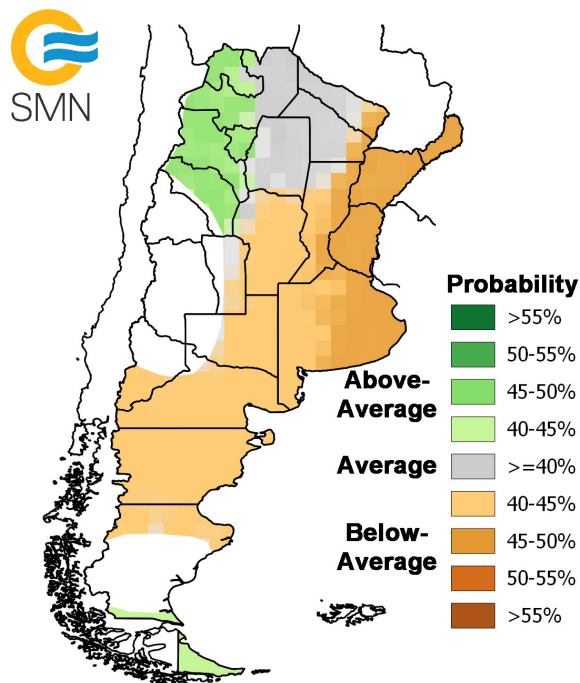 SMN
Probability
>55%
50-55%
45-50%
Above-
Average
40-45%
Average
>=40%
40-45%
Below-
Average
45-50%
50-55%
>55%